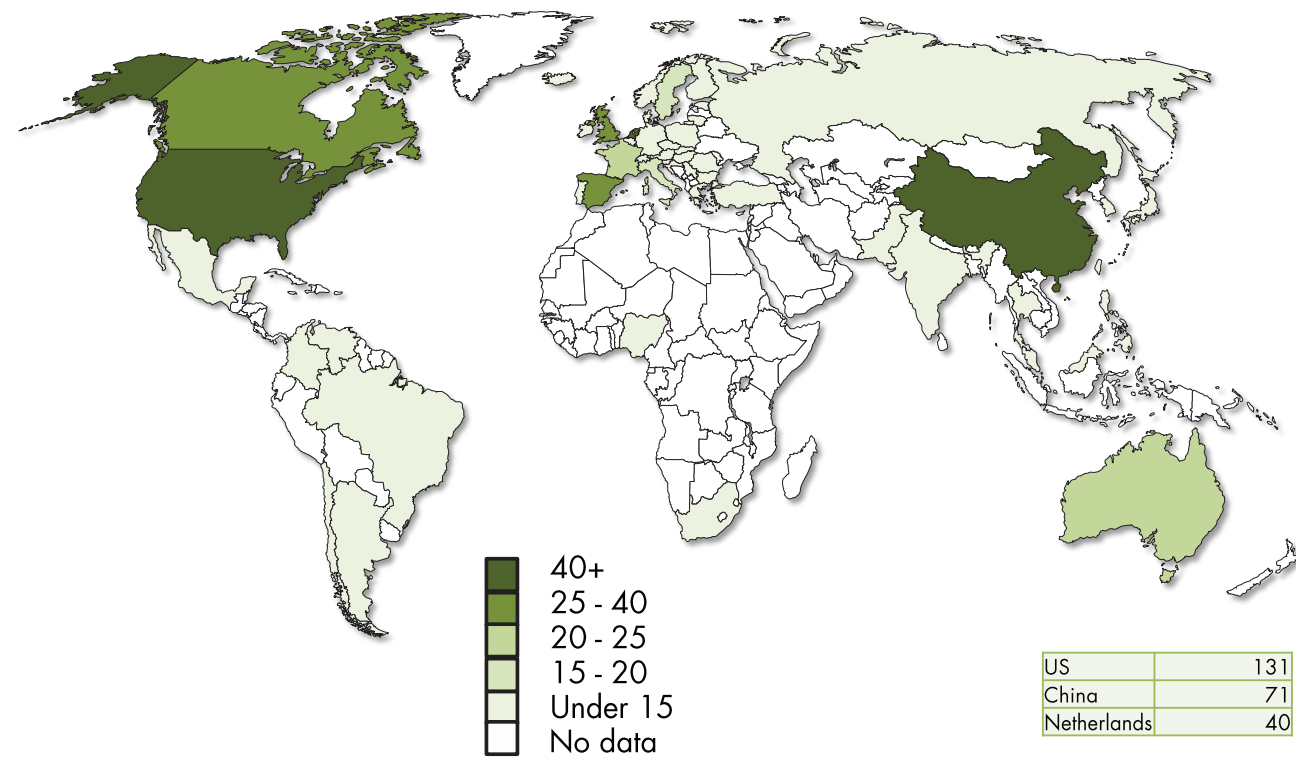 40+
25 - 40
20 - 25
15 - 20
Under 15
No data
US 131
China 71
Netherlands 40